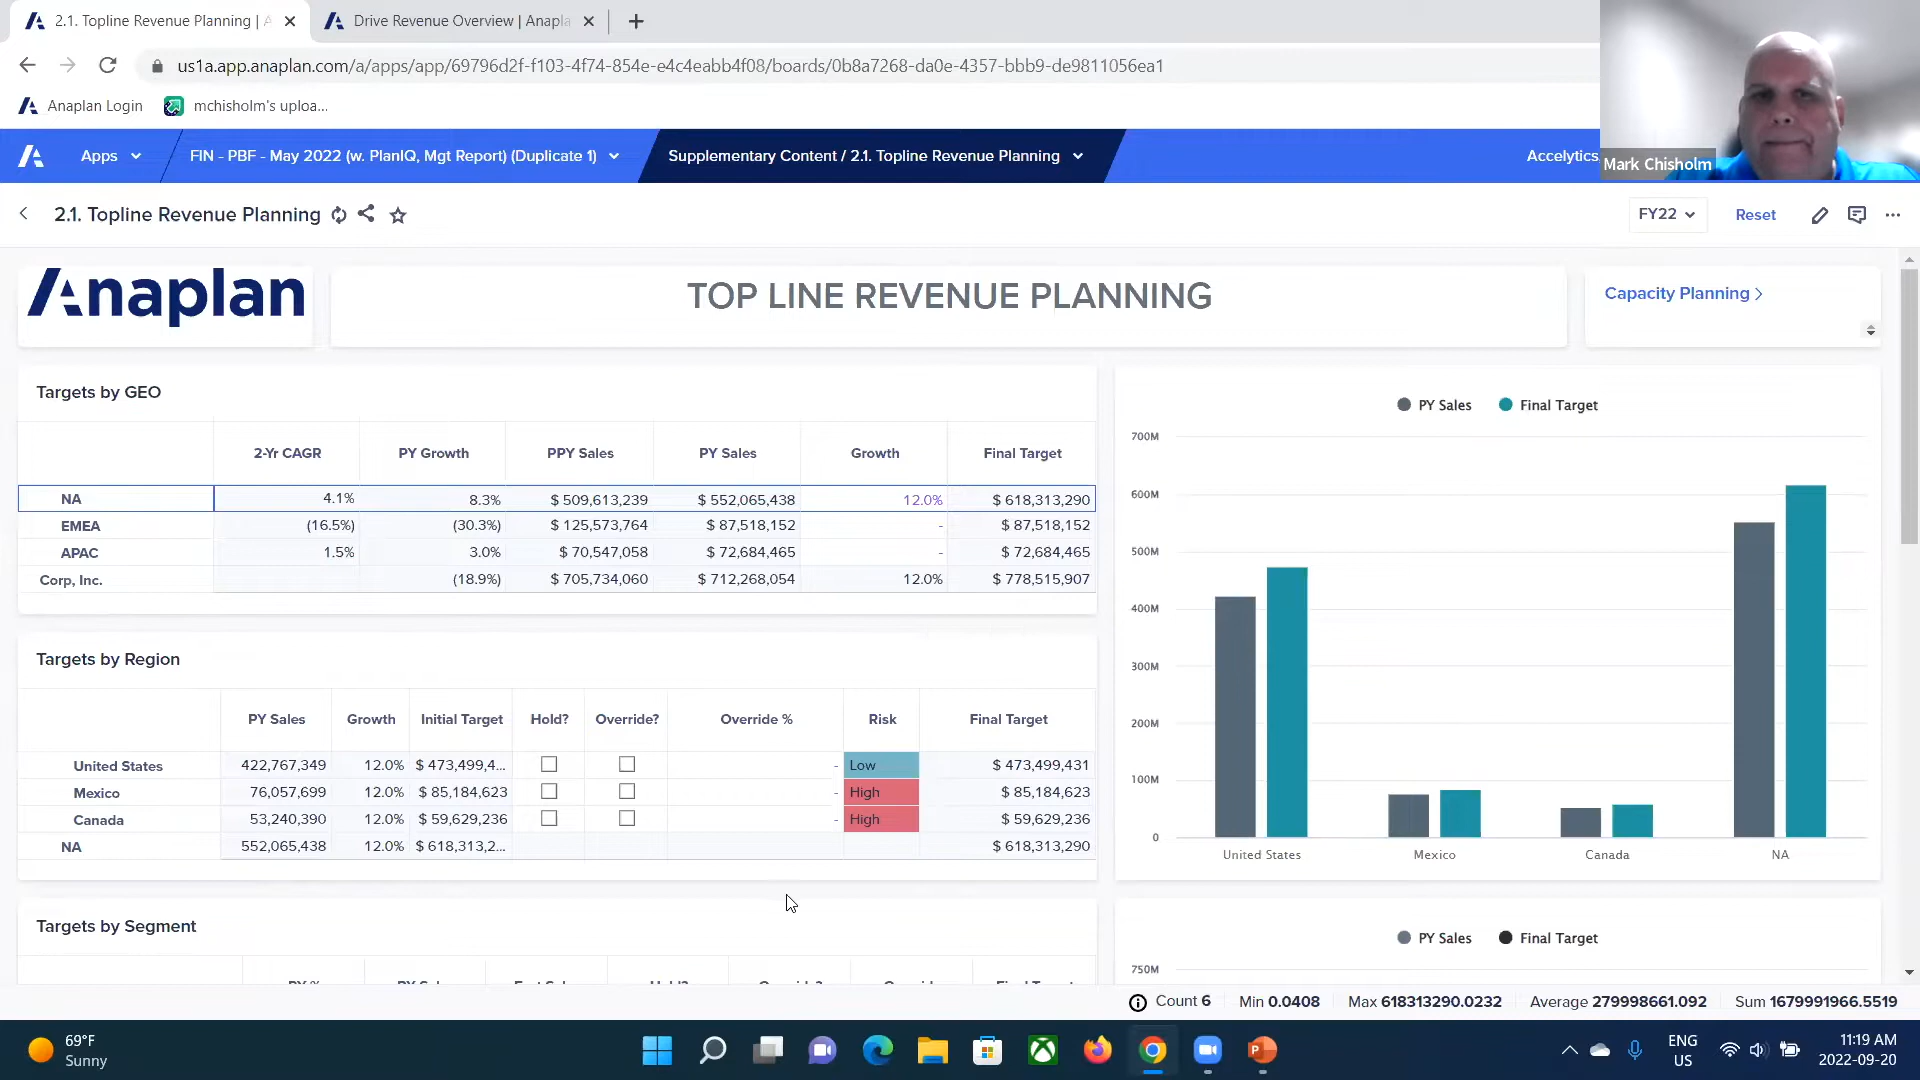 2.1. Topline Revenue Planning | A
Drive Revenue Overview | Anapla
us1a.app.anaplan.com/a/apps/app/69796d2f-f103-4f74-854e-e4c4eabb4f08/boards/0b8a7268-da0e-4357-bbb9-de9811056ea1
Anaplan Login
mchisholm's uploa...
Apps
FIN - PBF - May 2022 (w. PlanIQ, Mgt Report) (Duplicate 1)
Supplementary Content / 2.1. Topline Revenue Planning
Accelytics
Mark Chisholm
2.1. Topline Revenue Planning
FY22
Reset
Anaplan
TOP LINE REVENUE PLANNING
Capacity Planning >
Targets by GEO
2-Yr CAGR PY Growth PPY Sales PY Sales Growth Final Target
NA 4.1% 8.3% $ 509,613,239 $ 552,065,438 12.0% $ 618,313,290
EMEA (16.5%) (30.3%) $ 125,573,764 $ 87,518,152 - $ 87,518,152
APAC 1.5% 3.0% $ 70,547,058 $ 72,684,465 - $ 72,684,465
Corp, Inc. (18.9%) $ 705,734,060 $ 712,268,054 12.0% $ 778,515,907
Targets by Region
PY Sales Growth Initial Target Hold? Override? Override % Risk Final Target
United States 422,767,349 12.0% $ 473,499,4... - Low $ 473,499,431
Mexico 76,057,699 12.0% $ 85,184,623 - High $ 85,184,623
Canada 53,240,390 12.0% $ 59,629,236 - High $ 59,629,236
NA 552,065,438 12.0% $ 618,313,2... $ 618,313,290
Targets by Segment
PY Sales Final Target
700M
600M
500M
400M
300M
200M
100M
0
United States Mexico Canada NA
PY Sales Final Target
750M
Count 6 Min 0.0408 Max 618313290.0232 Average 279998661.092 Sum 1679991966.5519
69°F
Sunny
ENG
US
11:19 AM
2022-09-20